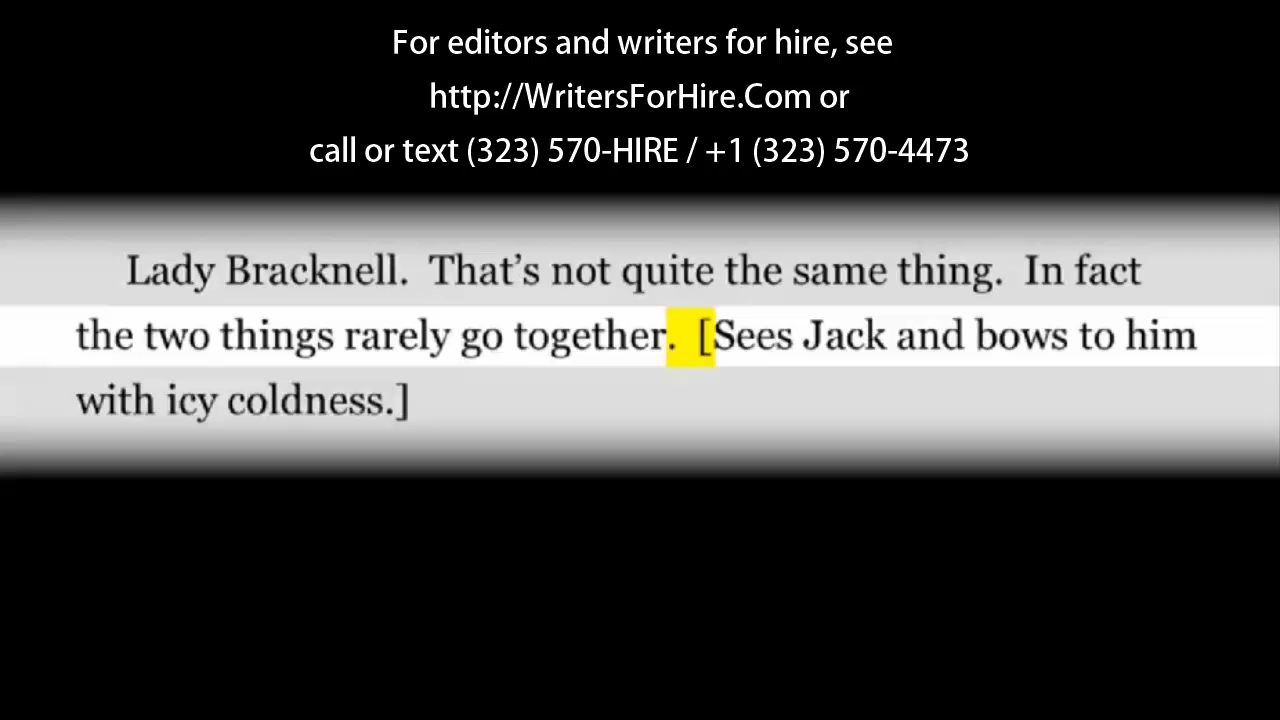 For editors and writers for hire, see
http://WritersForHire.Com or
call or text (323) 570-HIRE / +1 (323) 570-4473
Lady Bracknell.  That’s not quite the same thing.  In fact
the two things rarely go together.  [Sees Jack and bows to him
with icy coldness.]